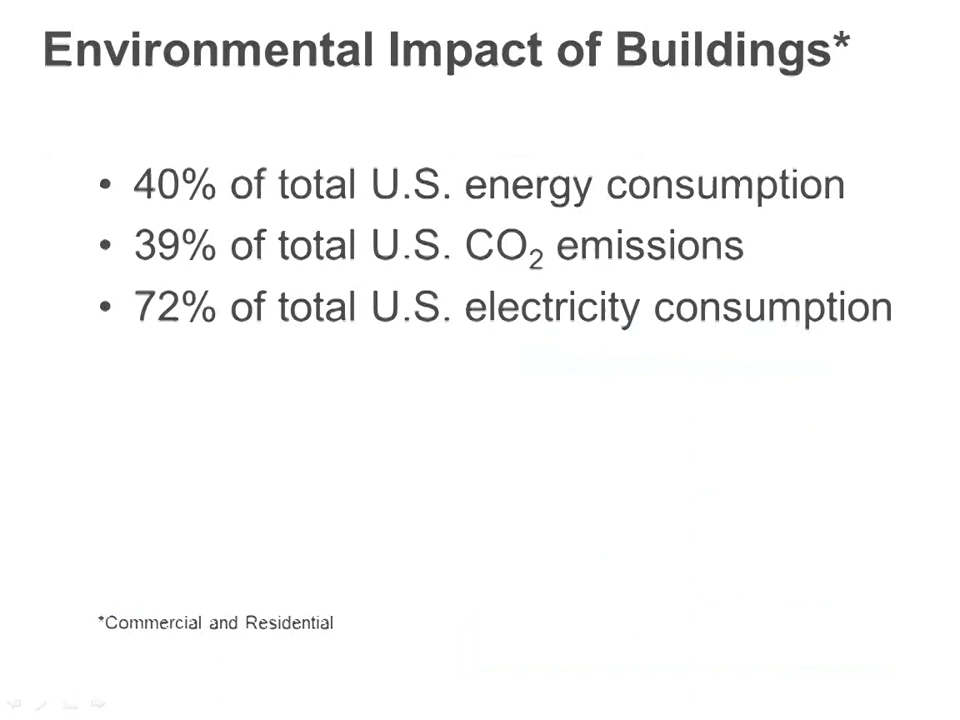 Environmental Impact of Buildings*
• 40% of total U.S. energy consumption
• 39% of total U.S. CO₂ emissions
• 72% of total U.S. electricity consumption
*Commercial and Residential